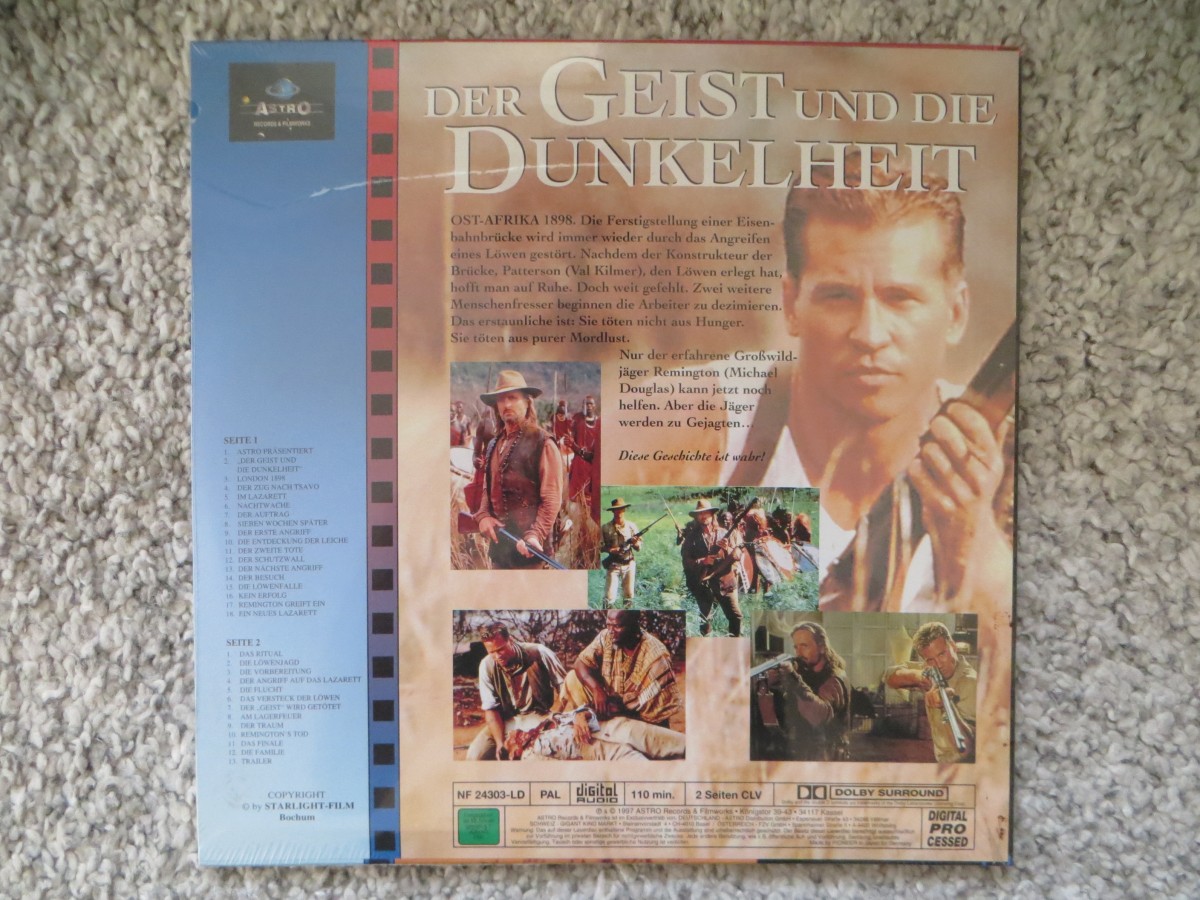 ASTRO
RECORDS & FILMWORKS
DER GEIST UND DIE
DUNKELHEIT
OST-AFRIKA 1898. Die Ferstigstellung einer Eisen-
bahnbrücke wird immer wieder durch das Angreifen
eines Löwen gestört. Nachdem der Konstrukteur der
Brücke, Patterson (Val Kilmer), den Löwen erlegt hat,
hofft man auf Ruhe. Doch weit gefehlt. Zwei weitere
Menschenfresser beginnen die Arbeiter zu dezimieren.
Das erstaunliche ist: Sie töten nicht aus Hunger.
Sie töten aus purer Mordlust.
Nur der erfahrene Großwild-
jäger Remington (Michael
Douglas) kann jetzt noch
helfen. Aber die Jäger
werden zu Gejagten...
Diese Geschichte ist wahr!
SEITE 1
1. ASTRO PRÄSENTIERT
2. „DER GEIST UND
DIE DUNKELHEIT"
3. LONDON 1898
4. DER ZUG NACH TSAVO
5. IM LAZARETT
6. NACHTWACHE
7. DER AUFTRAG
8. SIEBEN WOCHEN SPÄTER
9. DER ERSTE ANGRIFF
10. DIE ENTDECKUNG DER LEICHE
11. DER ZWEITE TOTE
12. DER SCHUTZWALL
13. DER NÄCHSTE ANGRIFF
14. DER BESUCH
15. DIE LÖWENFALLE
16. KEIN ERFOLG
17. REMINGTON GREIFT EIN
18. EIN NEUES LAZARETT
SEITE 2
1. DAS RITUAL
2. DIE LÖWENJAGD
3. DIE VORBEREITUNG
4. DER ANGRIFF AUF DAS LAZARETT
5. DIE FLUCHT
6. DAS VERSTECK DER LÖWEN
7. DER „GEIST" WIRD GETÖTET
8. AM LAGERFEUER
9. DER TRAUM
10. REMINGTON'S TOD
11. DAS FINALE
12. DIE FAMILIE
13. TRAILER
COPYRIGHT
© by STARLIGHT-FILM
Bochum
NF 24303-LD
PAL
digital
AUDIO
110 min.
2 Seiten CLV
DOLBY SURROUND
℗ & © 1997 ASTRO Records & Filmworks • 39-43 • 34117 Kassel
DIGITAL
PRO
CESSED